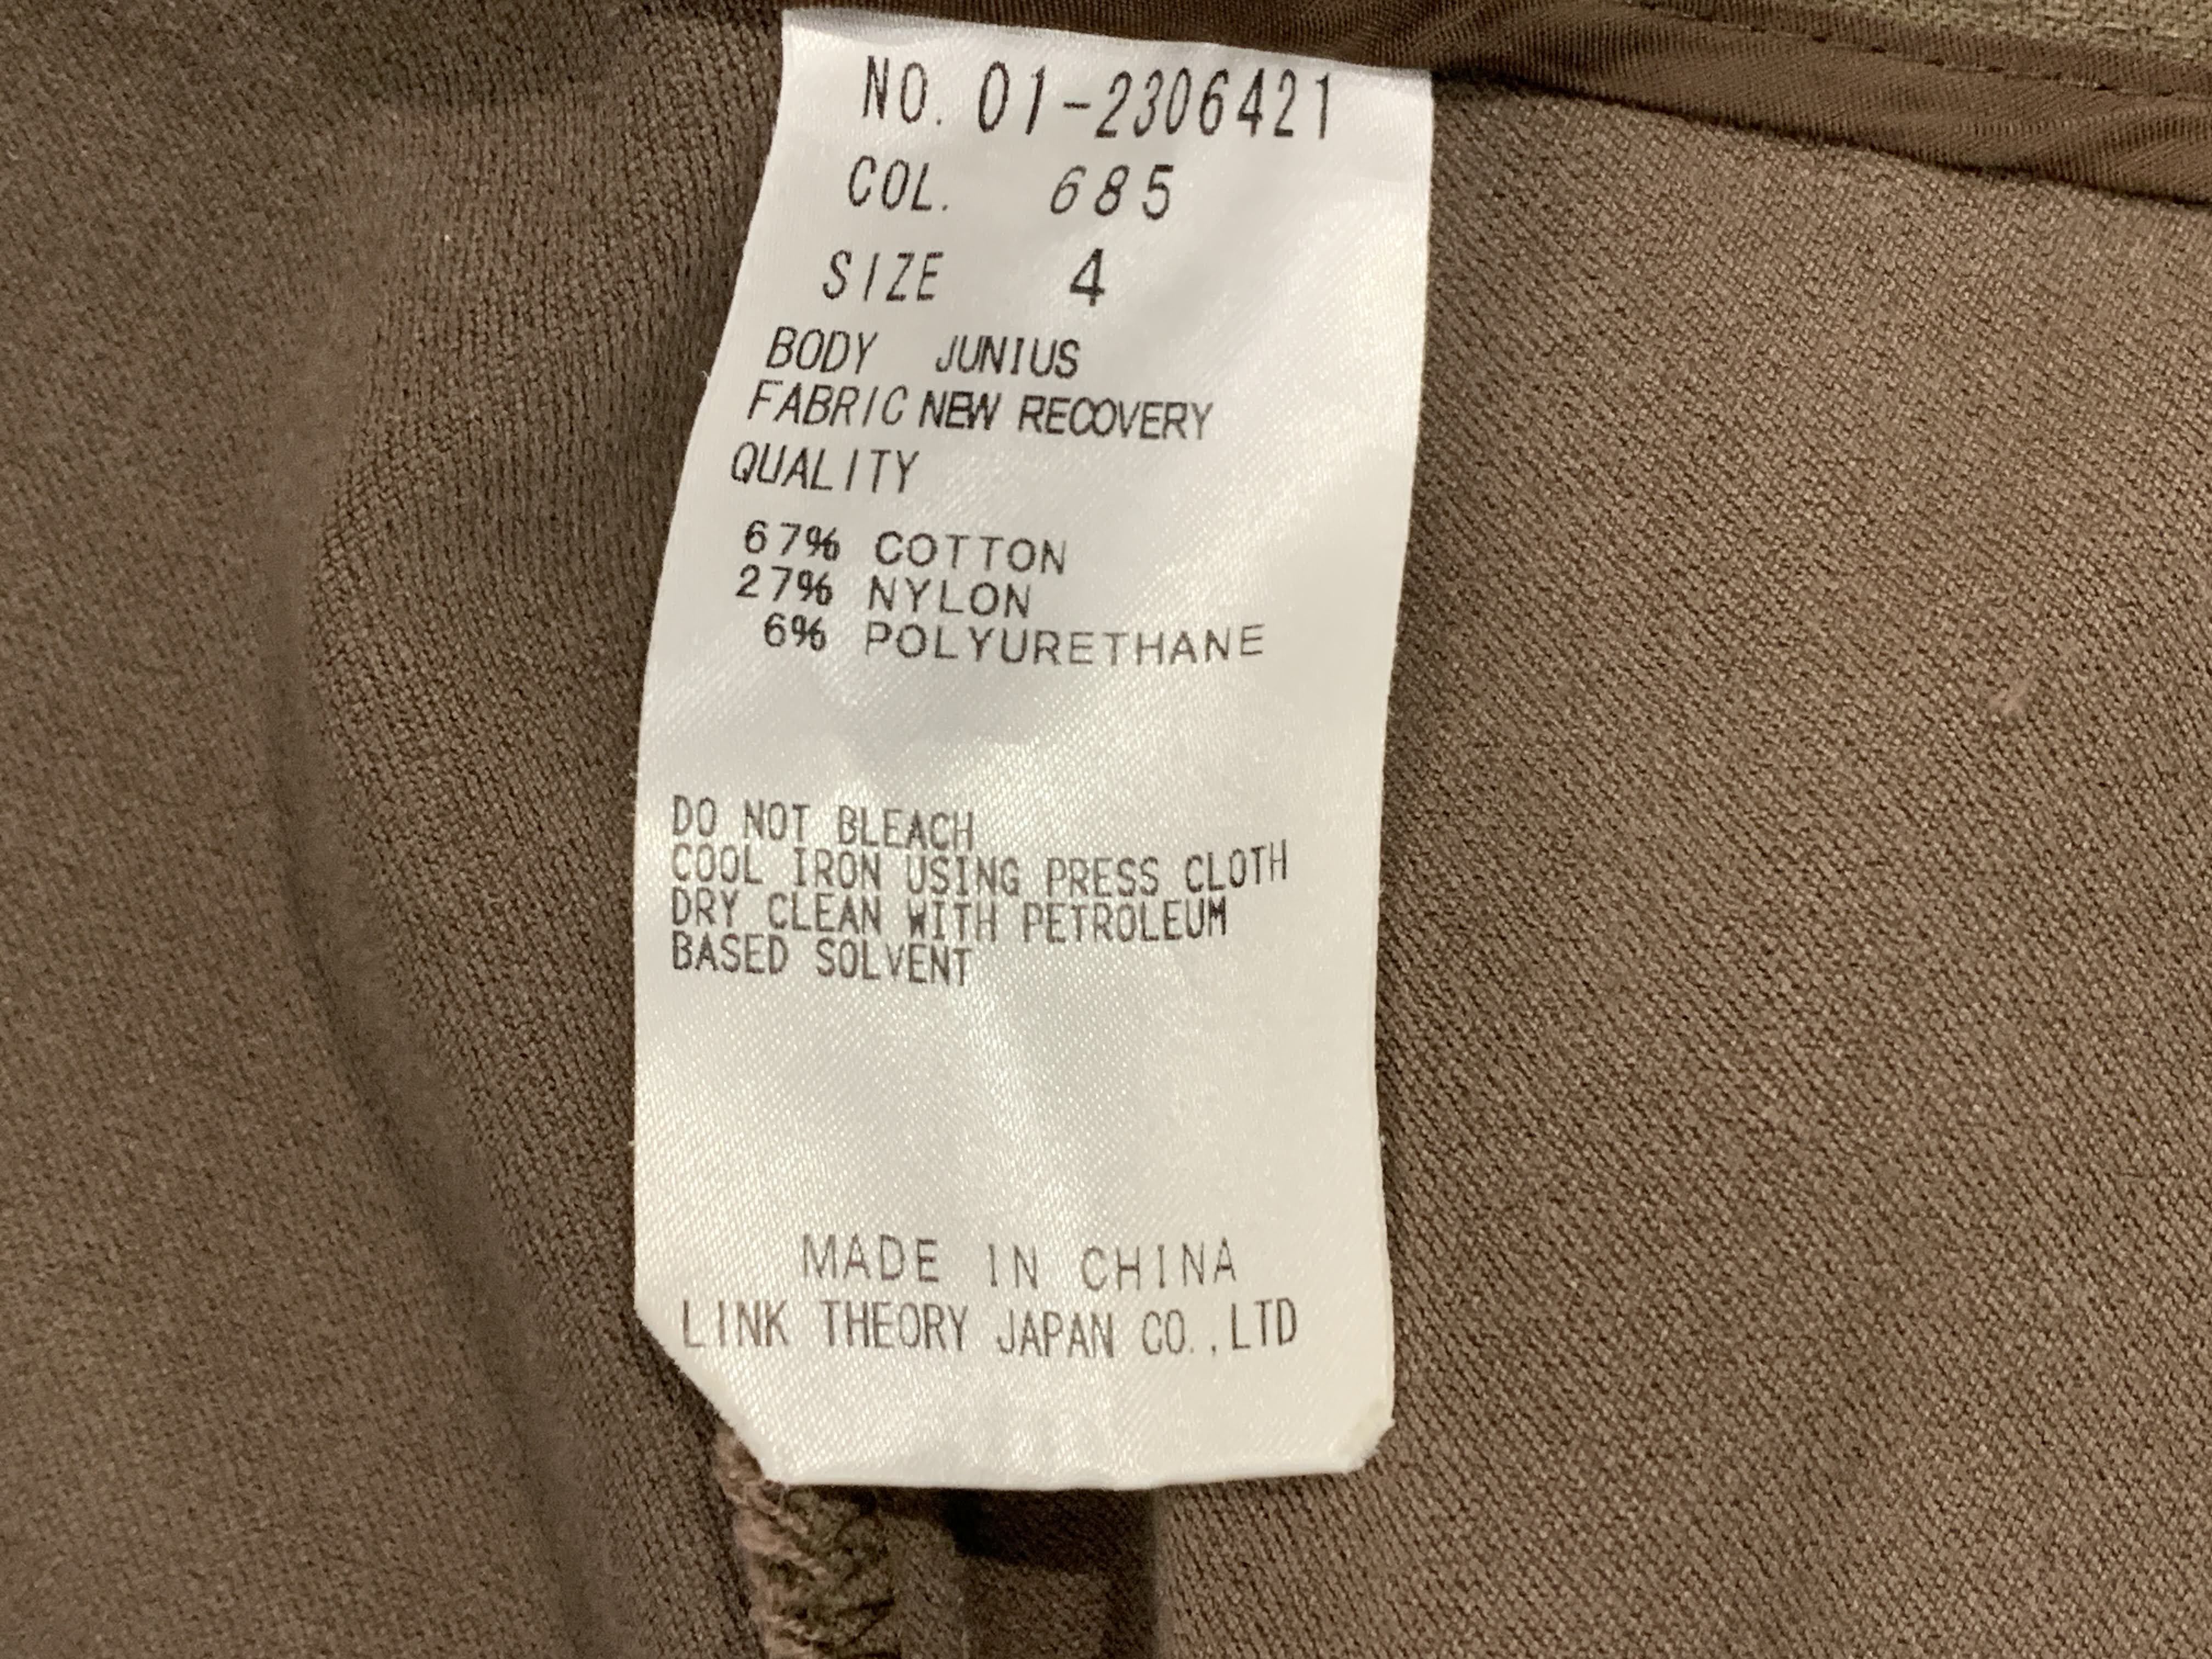 NO. 01-2306421
COL. 685
SIZE 4
BODY JUNIUS
FABRIC NEW RECOVERY
QUALITY
67% COTTON
27% NYLON
6% POLYURETHANE
DO NOT BLEACH
COOL IRON USING PRESS CLOTH
DRY CLEAN WITH PETROLEUM
BASED SOLVENT
MADE IN CHINA
LINK THEORY JAPAN CO.,LTD